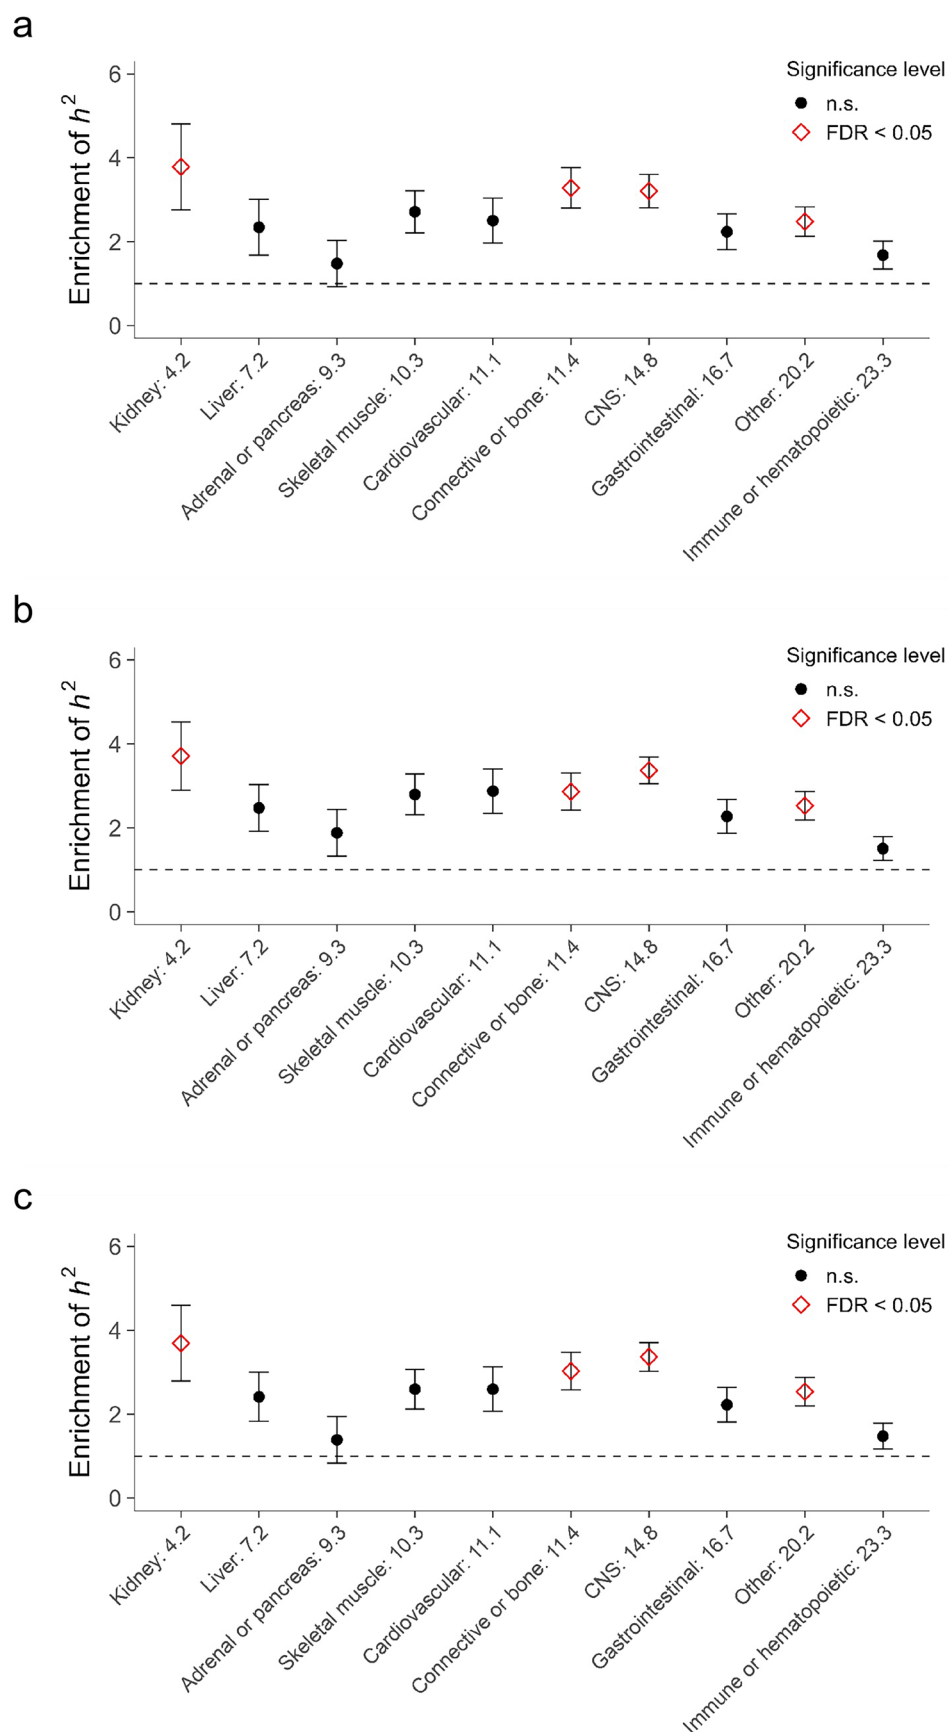 a
Enrichment of h²
6
4
2
0
Significance level
n.s.
FDR < 0.05
Kidney: 4.2
Liver: 7.2
Adrenal or pancreas: 9.3
Skeletal muscle: 10.3
Cardiovascular: 11.1
Connective or bone: 11.4
CNS: 14.8
Gastrointestinal: 16.7
Other: 20.2
Immune or hematopoietic: 23.3
b
Enrichment of h²
6
4
2
0
Significance level
n.s.
FDR < 0.05
Kidney: 4.2
Liver: 7.2
Adrenal or pancreas: 9.3
Skeletal muscle: 10.3
Cardiovascular: 11.1
Connective or bone: 11.4
CNS: 14.8
Gastrointestinal: 16.7
Other: 20.2
Immune or hematopoietic: 23.3
c
Enrichment of h²
6
4
2
0
Significance level
n.s.
FDR < 0.05
Kidney: 4.2
Liver: 7.2
Adrenal or pancreas: 9.3
Skeletal muscle: 10.3
Cardiovascular: 11.1
Connective or bone: 11.4
CNS: 14.8
Gastrointestinal: 16.7
Other: 20.2
Immune or hematopoietic: 23.3